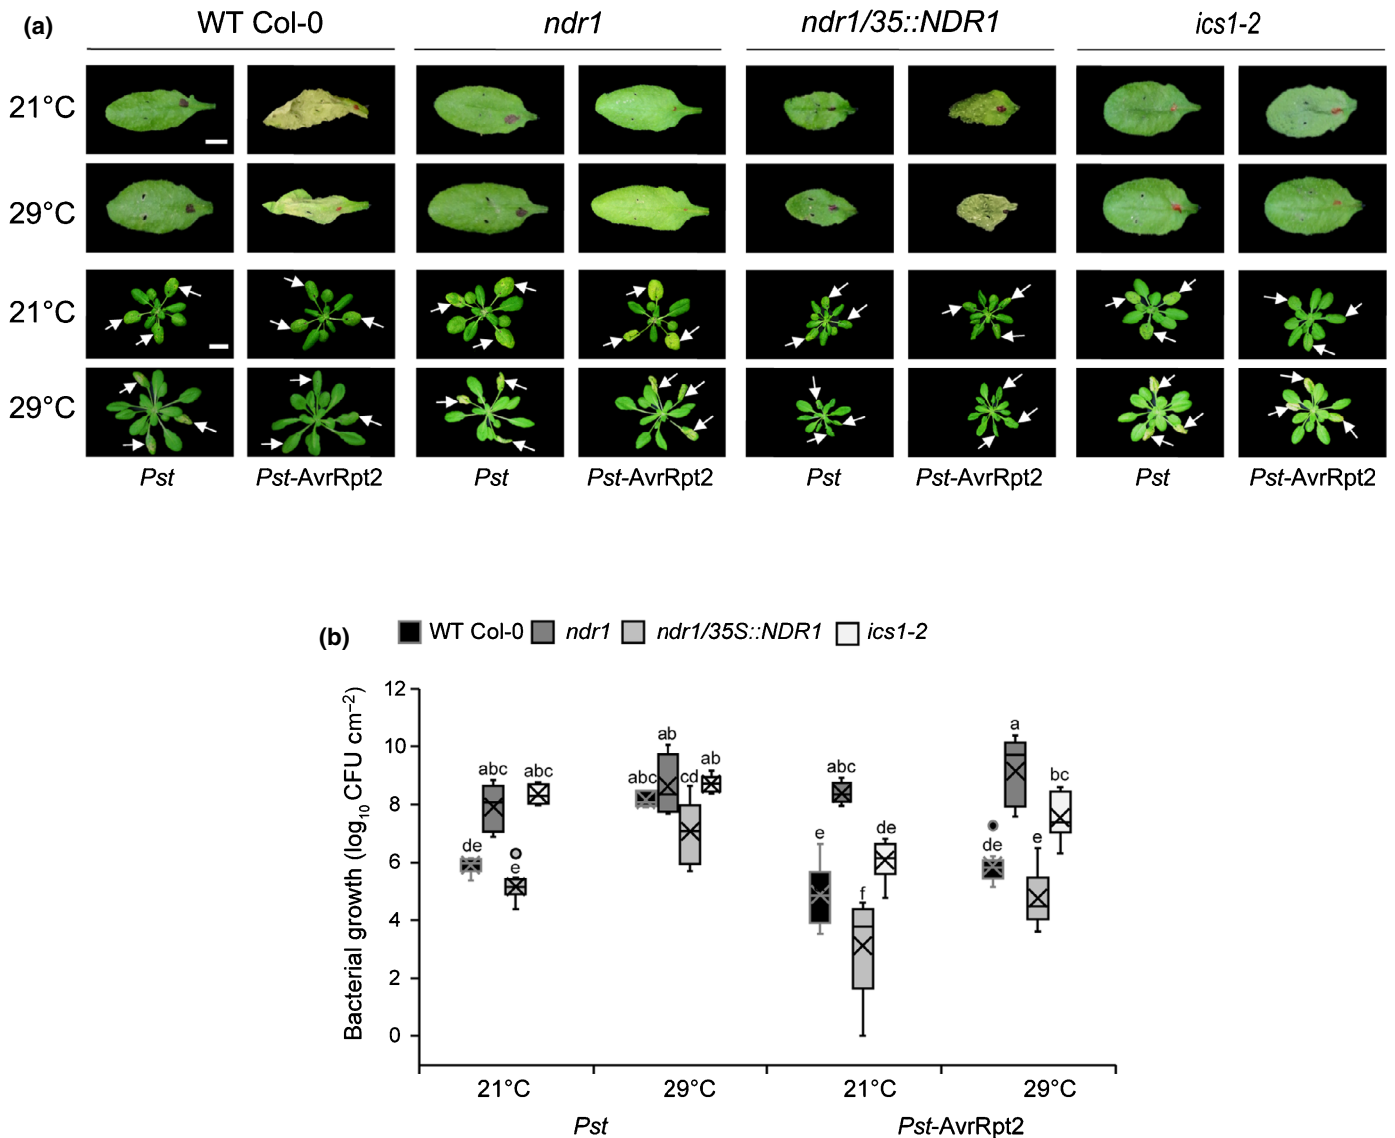 (a) WT Col-0 ndr1 ndr1/35::NDR1 ics1-2
21°C
29°C
21°C
29°C
Pst Pst-AvrRpt2 Pst Pst-AvrRpt2 Pst Pst-AvrRpt2 Pst Pst-AvrRpt2
(b) WT Col-0 ndr1 ndr1/35S::NDR1 ics1-2
Bacterial growth (log10 CFU cm−2)
12
10
8
6
4
2
0
de abc e abc
abc ab cd ab
e abc f de
de a e bc
21°C 29°C 21°C 29°C
Pst Pst-AvrRpt2